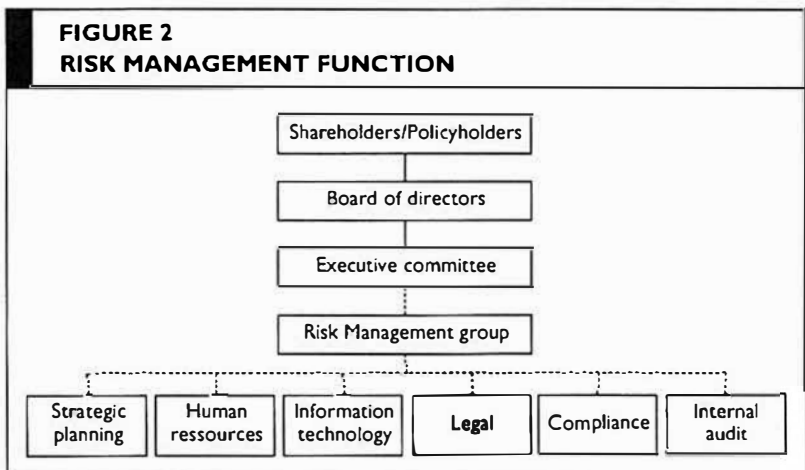 FIGURE 2
RISK MANAGEMENT FUNCTION
Shareholders/Policyholders
Board of directors
Executive committee
Risk Management group
Strategic
planning
Human
ressources
Information
technology
Legal
Compliance
Internal
audit